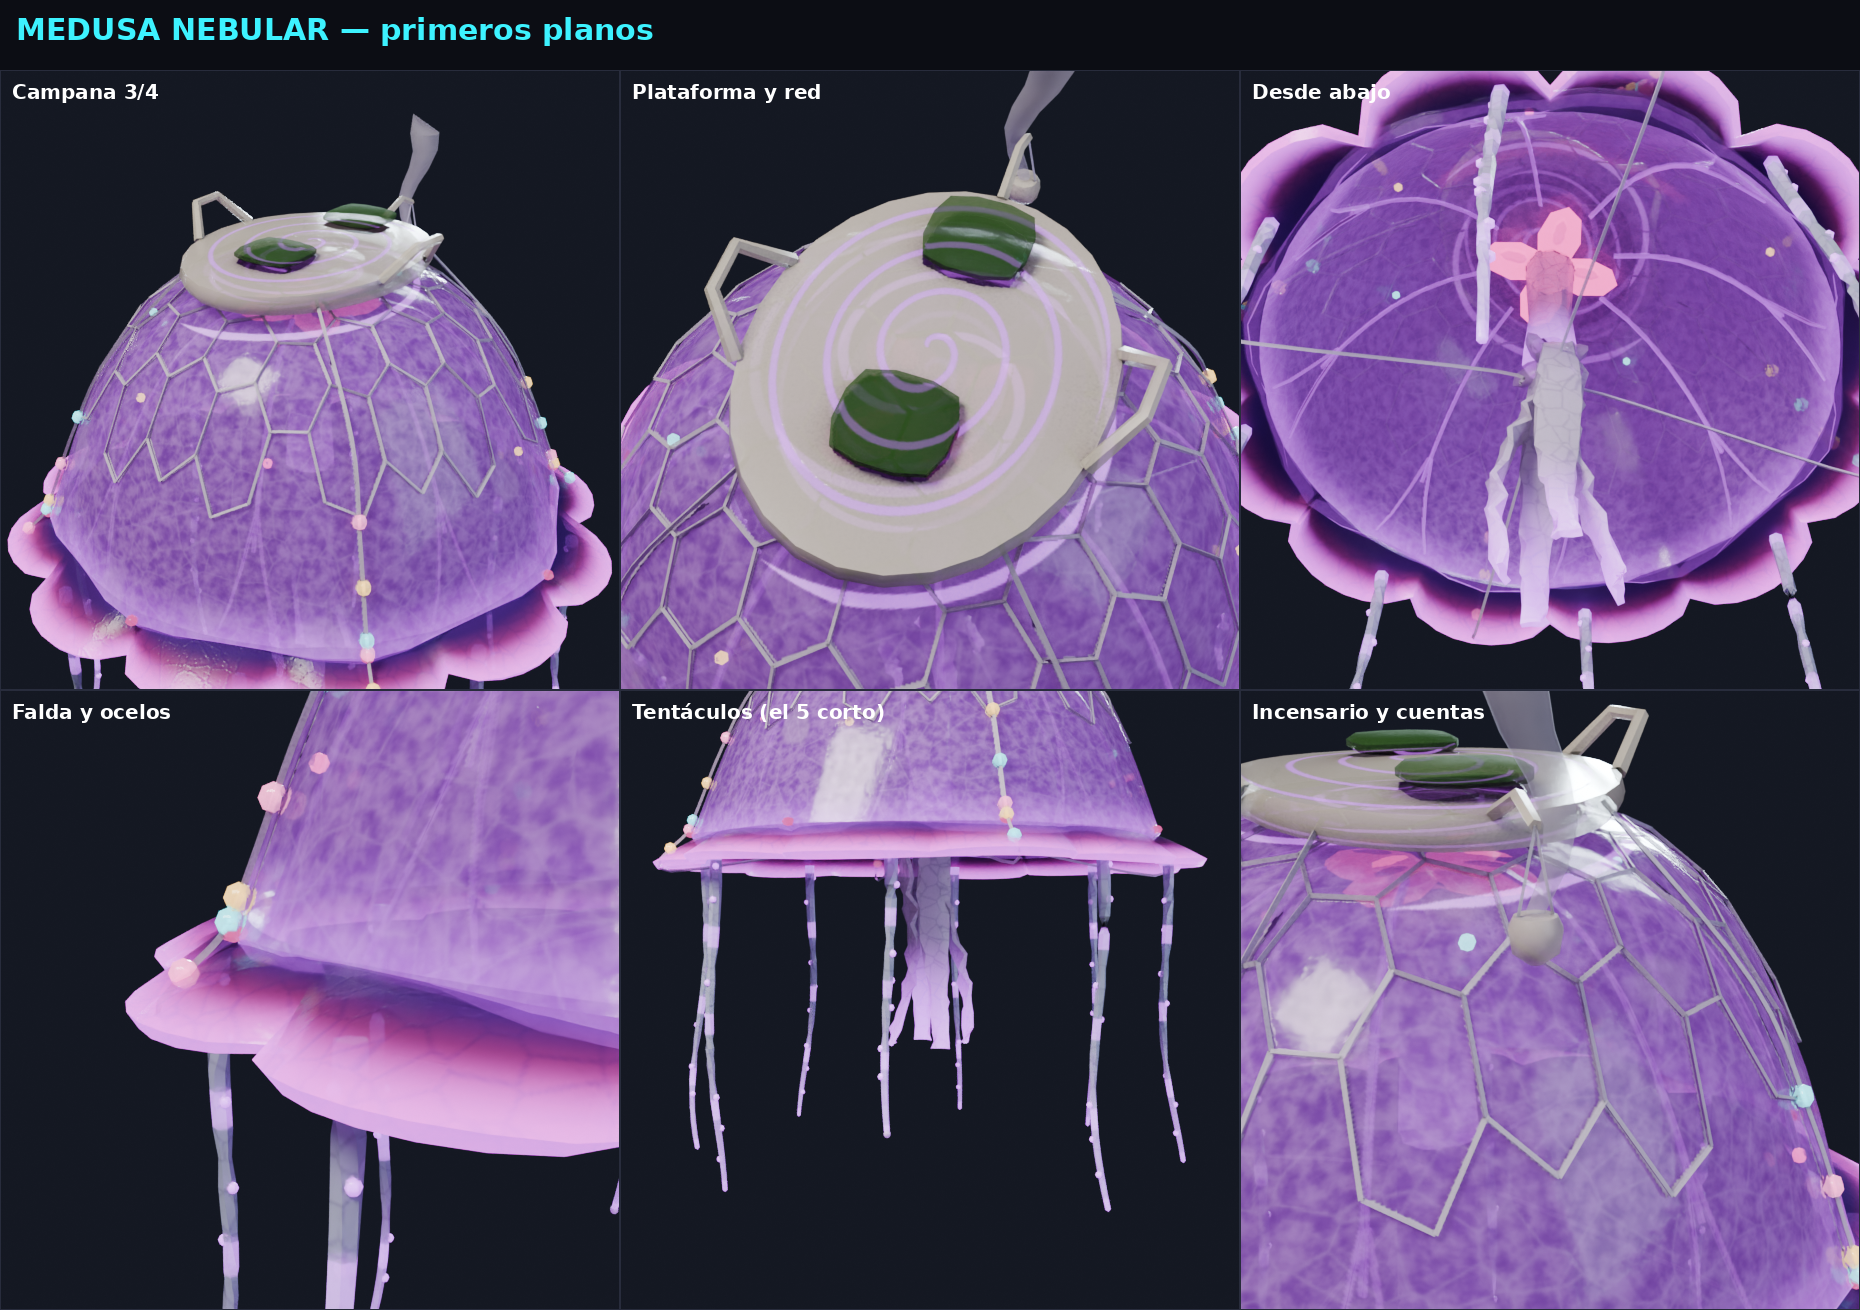 MEDUSA NEBULAR — primeros planos
Campana 3/4
Plataforma y red
Desde abajo
Falda y ocelos
Tentáculos (el 5 corto)
Incensario y cuentas